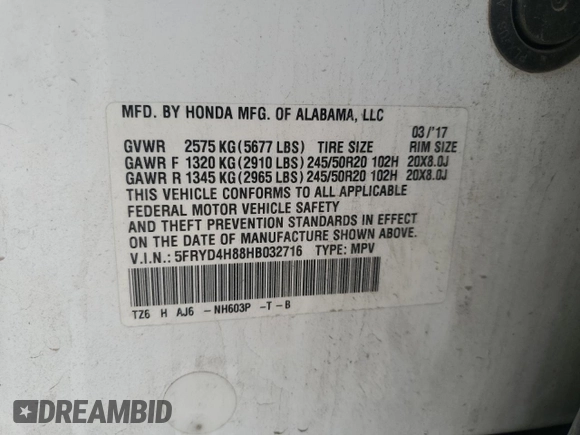 MFD. BY HONDA MFG. OF ALABAMA, LLC
03/'17
GVWR 2575 KG (5677 LBS) TIRE SIZE RIM SIZE
GAWR F 1320 KG (2910 LBS) 245/50R20 102H 20X8.0J
GAWR R 1345 KG (2965 LBS) 245/50R20 102H 20X8.0J
THIS VEHICLE CONFORMS TO ALL APPLICABLE
FEDERAL MOTOR VEHICLE SAFETY
AND THEFT PREVENTION STANDARDS IN EFFECT
ON THE DATE OF MANUFACTURE SHOWN ABOVE.
V.I.N.: 5FRYD4H88HB032716 TYPE: MPV
TZ6 H AJ6 -NH603P -T-B
DREAMBID